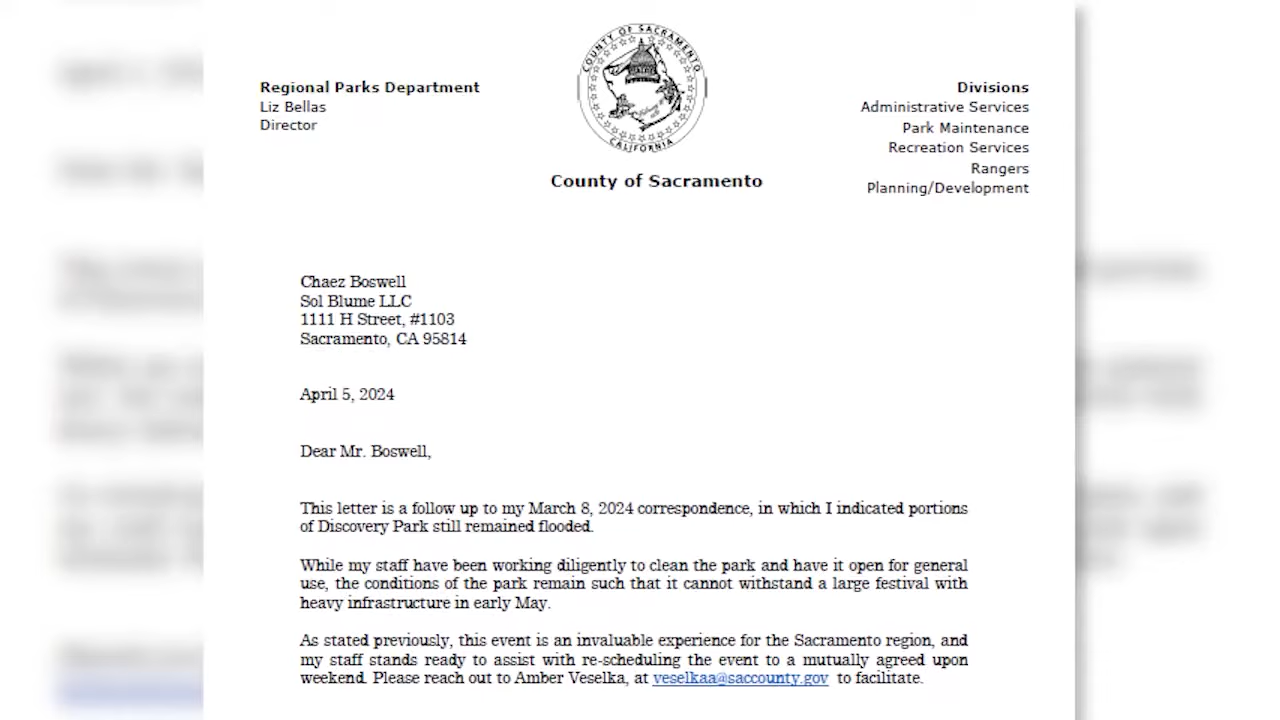 COUNTY OF SACRAMENTO
CALIFORNIA
Regional Parks Department
Liz Bellas
Director
County of Sacramento
Divisions
Administrative Services
Park Maintenance
Recreation Services
Rangers
Planning/Development
Chaez Boswell
Sol Blume LLC
1111 H Street, #1103
Sacramento, CA 95814
April 5, 2024
Dear Mr. Boswell,
This letter is a follow up to my March 8, 2024 correspondence, in which I indicated portions
of Discovery Park still remained flooded.
While my staff have been working diligently to clean the park and have it open for general
use, the conditions of the park remain such that it cannot withstand a large festival with
heavy infrastructure in early May.
As stated previously, this event is an invaluable experience for the Sacramento region, and
my staff stands ready to assist with re-scheduling the event to a mutually agreed upon
weekend. Please reach out to Amber Veselka, at veselkaa@saccounty.gov to facilitate.